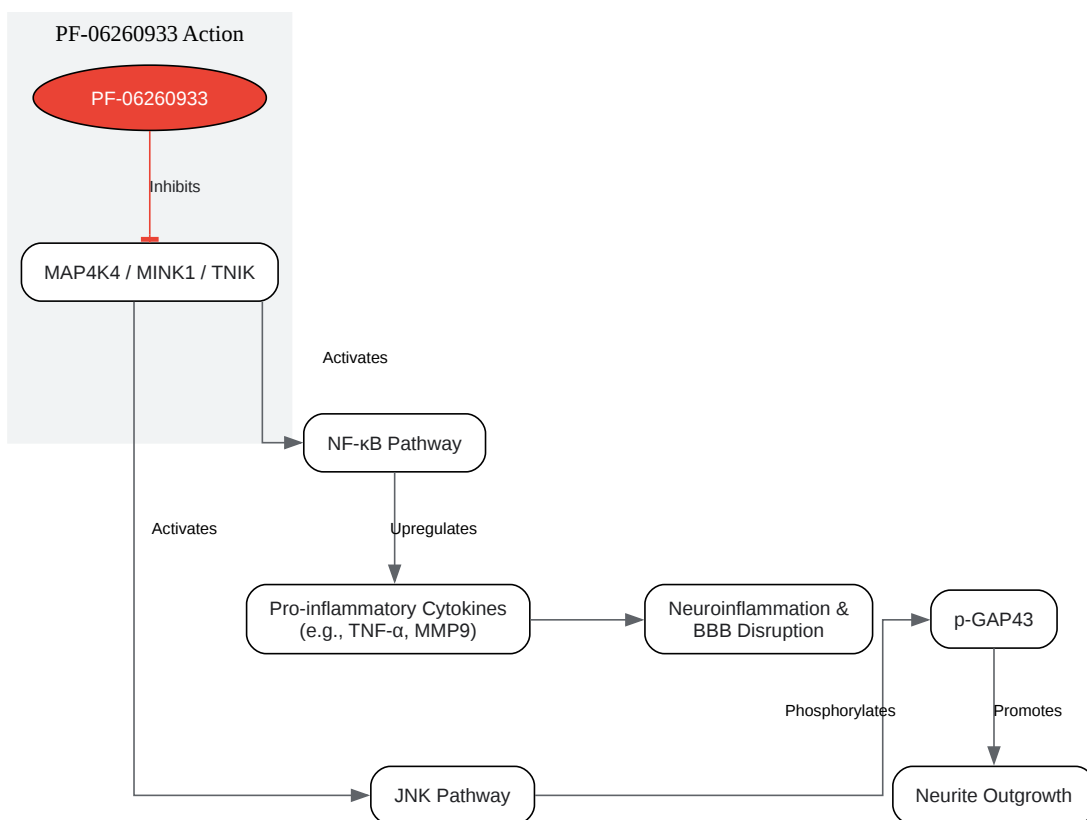 PF-06260933 Action
PF-06260933
Inhibits
MAP4K4 / MINK1 / TNIK
Activates
NF-κB Pathway
Activates
Upregulates
Pro-inflammatory Cytokines
(e.g., TNF-α, MMP9)
Neuroinflammation &
BBB Disruption
p-GAP43
Phosphorylates
Promotes
JNK Pathway
Neurite Outgrowth